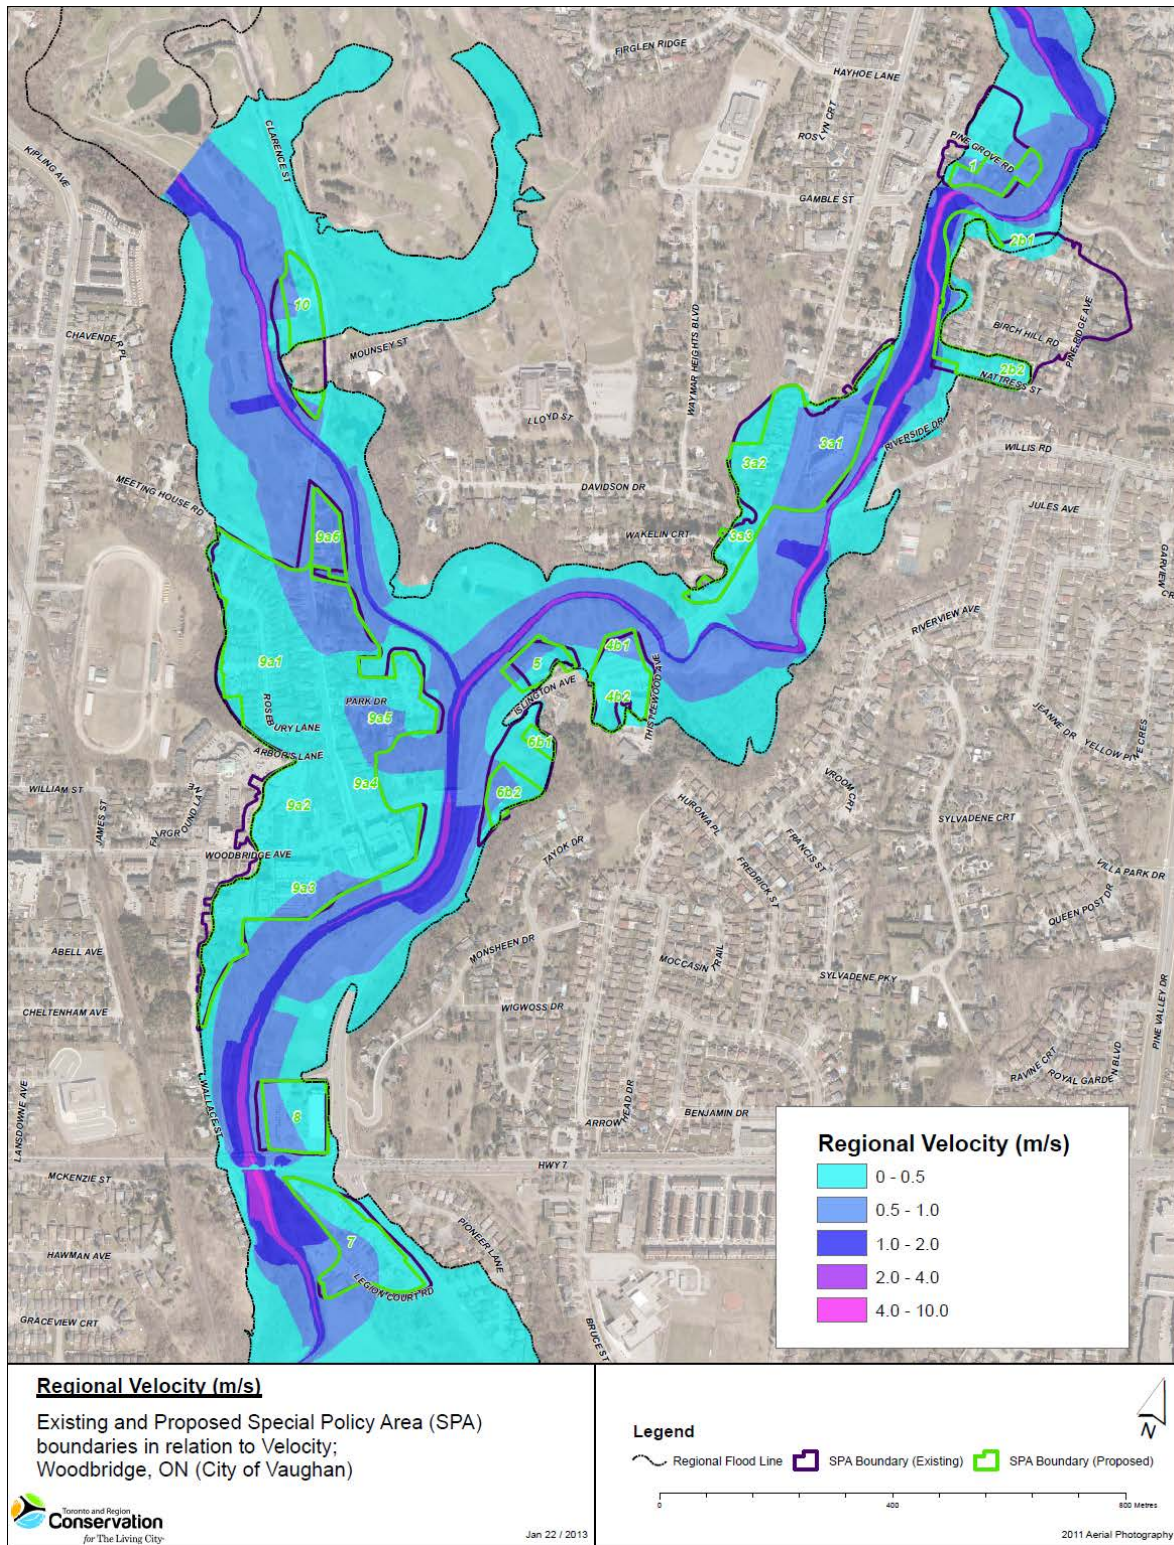 FIRGLEN RIDGE
HAYHOE LANE
ROSLYN CRT
PINE GROVE RD
1
CLARENCE ST
KIPLING AVE
GAMBLE ST
2b1
10
WAYMAR HEIGHTS BLVD
BIRCH HILL RD
PINE RIDGE AVE
CHAVENDER PL
MOUNSEY ST
2b2
NATTRESS ST
LLOYD ST
3a1
RIVERSIDE DR
WILLIS RD
3a2
MEETING HOUSE RD
DAVIDSON DR
JULES AVE
9a6
WAKELIN CRT
3a3
GARVIEW CRT
RIVERVIEW AVE
9a1
5
4b1
ISLINGTON AVE
THISTLEWOOD AVE
4b2
PARK DR
9a5
ROSEBURY LANE
JEANNE DR
YELLOW PINE CRES
ARBORS LANE
6b1
9a4
VROOM CRT
WILLIAM ST
JAMES ST
FAIRGROUND LANE
9a2
6b2
HURONIA PL
SYLVADENE CRT
FRANCIS ST
FREDRICK ST
TAYOK DR
WOODBRIDGE AVE
VILLA PARK DR
9a3
QUEEN POST DR
ABELL AVE
MONSHEEN DR
MOCCASIN TRAIL
SYLVADENE PKY
CHELTENHAM AVE
WIGWOSS DR
PINE VALLEY DR
RAVINE CRT
ROYAL GARDEN BLVD
LANSDOWNE AVE
WALLACE ST
8
ARROWHEAD DR
BENJAMIN DR
HWY 7
MCKENZIE ST
7
PIONEER LANE
HAWMAN AVE
LEGION COURT RD
GRACEVIEW CRT
BRUCE ST
Regional Velocity (m/s)
0 - 0.5
0.5 - 1.0
1.0 - 2.0
2.0 - 4.0
4.0 - 10.0
Regional Velocity (m/s)
Existing and Proposed Special Policy Area (SPA)
boundaries in relation to Velocity;
Woodbridge, ON (City of Vaughan)
Toronto and Region
Conservation
for The Living City
Jan 22 / 2013
N
Legend
Regional Flood Line
SPA Boundary (Existing)
SPA Boundary (Proposed)
0 400 800 Metres
2011 Aerial Photography